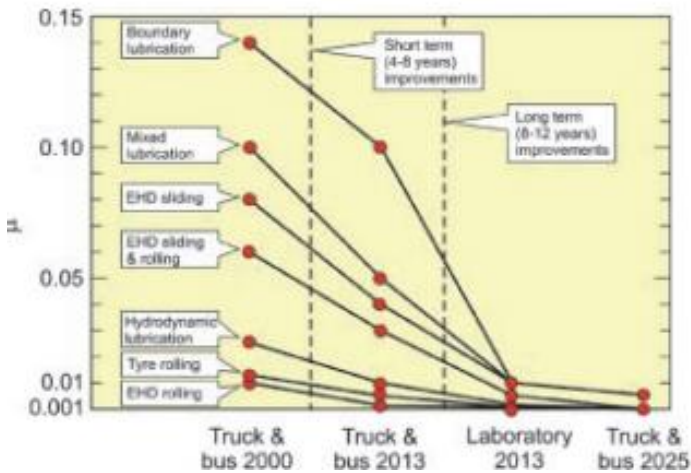 0.15
Boundary
lubrication
Short term
(4-8 years)
improvements
Long term
(8-12 years)
improvements
0.10
Mixed
lubrication
EHD sliding
EHD sliding
& rolling
μ
0.05
Hydrodynamic
lubrication
Tyre rolling
EHD rolling
0.01
0.001
Truck &
bus 2000
Truck &
bus 2013
Laboratory
2013
Truck &
bus 2025